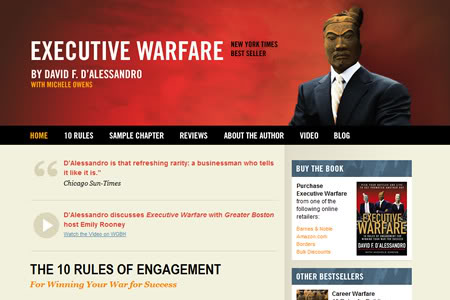 EXECUTIVE WARFARE
NEW YORK TIMES
BEST SELLER
BY DAVID F. D'ALESSANDRO
WITH MICHELE OWENS
HOME
10 RULES
SAMPLE CHAPTER
REVIEWS
ABOUT THE AUTHOR
VIDEO
BLOG
D'Alessandro is that refreshing rarity: a businessman who tells
it like it is."
Chicago Sun-Times
D'Alessandro discusses Executive Warfare with Greater Boston
host Emily Rooney
Watch the Video on WGBH
THE 10 RULES OF ENGAGEMENT
For Winning Your War for Success
BUY THE BOOK
Purchase
Executive Warfare
from one of the
following online
retailers:
Barnes & Noble
Amazon.com
Borders
Bulk Discounts
EXECUTIVE
WARFARE
DAVID F. D'ALESSANDRO
OTHER BESTSELLERS
Career Warfare